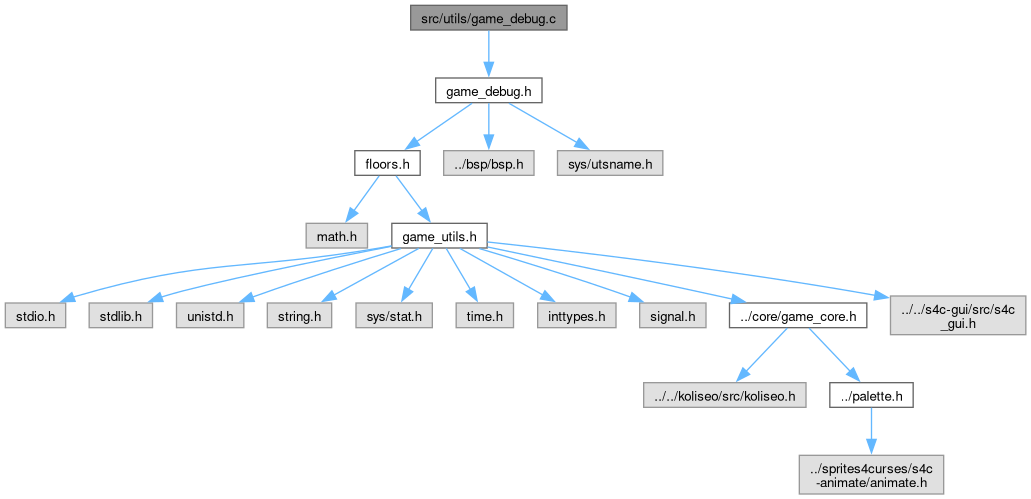 src/utils/game_debug.c
game_debug.h
floors.h
../bsp/bsp.h
sys/utsname.h
math.h
game_utils.h
stdio.h
stdlib.h
unistd.h
string.h
sys/stat.h
time.h
inttypes.h
signal.h
../core/game_core.h
../../s4c-gui/src/s4c
_gui.h
../../koliseo/src/koliseo.h
../palette.h
../sprites4curses/s4c
-animate/animate.h